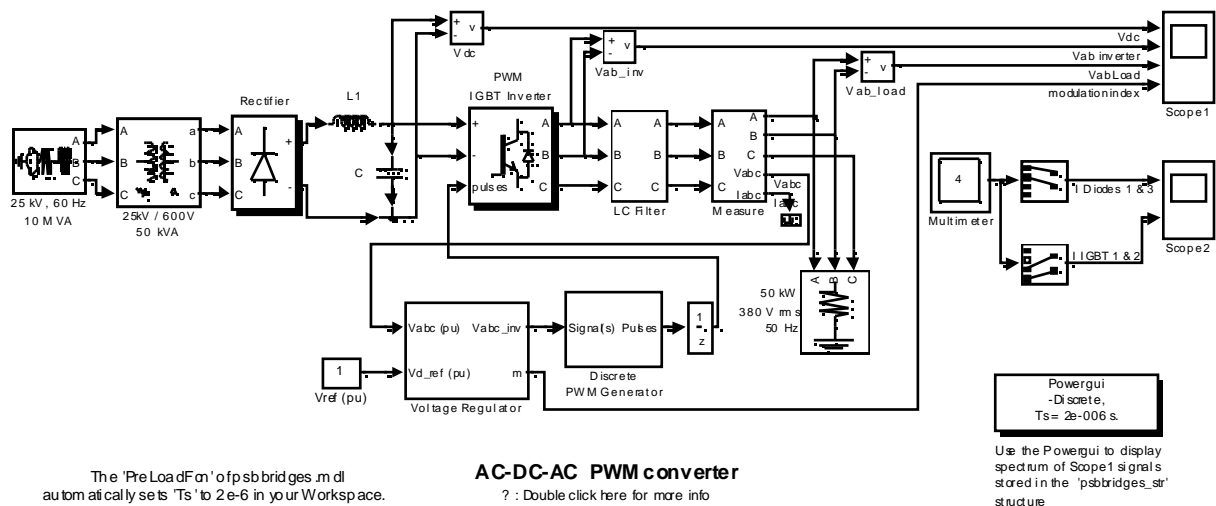 +
-
v
Vdc
+
-
v
Vab_inv
+
-
v
Vab_load
Vdc
Vab inverter
VabLoad
modulation index
Scope1
Rectifier
L1
PWM
IGBT Inverter
A
B
C
25 kV, 60 Hz
10 MVA
A
B
C
a
b
c
25kV / 600V
50 kVA
A
B
C
+
-
C
+
-
pulses
A
B
C
A
B
C
A
B
C
LC Filter
A
B
C
A
B
C
Vabc
Iabc
Measure
Vabc
Iabc
4
Multimeter
I Diodes 1 & 3
I IGBT 1 & 2
Scope2
A
B
C
50 kW
380 V rms
50 Hz
Vabc (pu)
Vabc_inv
Vd_ref (pu)
m
Voltage Regulator
1
Vref (pu)
Signal(s)
Pulses
Discrete
PWM Generator
1
z
Powergui
-Discrete,
Ts = 2e-006 s.
Use the Powergui to display
spectrum of Scope1 signals
stored in the 'psbbridges_str'
structure
The 'PreLoadFcn' of psbbridges.mdl
automatically sets 'Ts' to 2e-6 in your Workspace.
AC-DC-AC PWM converter
? : Double click here for more info